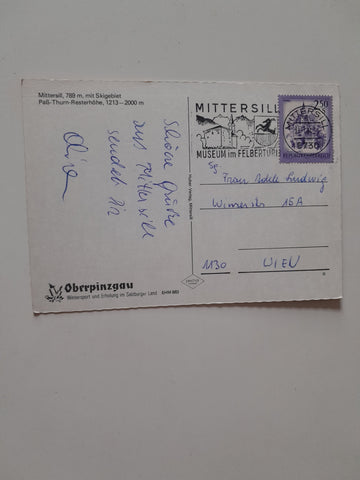 Mittersill, 789 m, mit Skigebiet
Paß-Thurn-Resterhöhe, 1213–2000 m
Schöne Grüße
aus Mittersill
sendet Dir
MITTERSILL
MUSEUM im FELBERTURM
2.50
MITTERSILL
5730
REPUBLIK ÖSTERREICH
Frau Adele Ludwig
15A
1130 WIEN
Oberpinzgau
Wintersport und Erholung im Salzburger Land